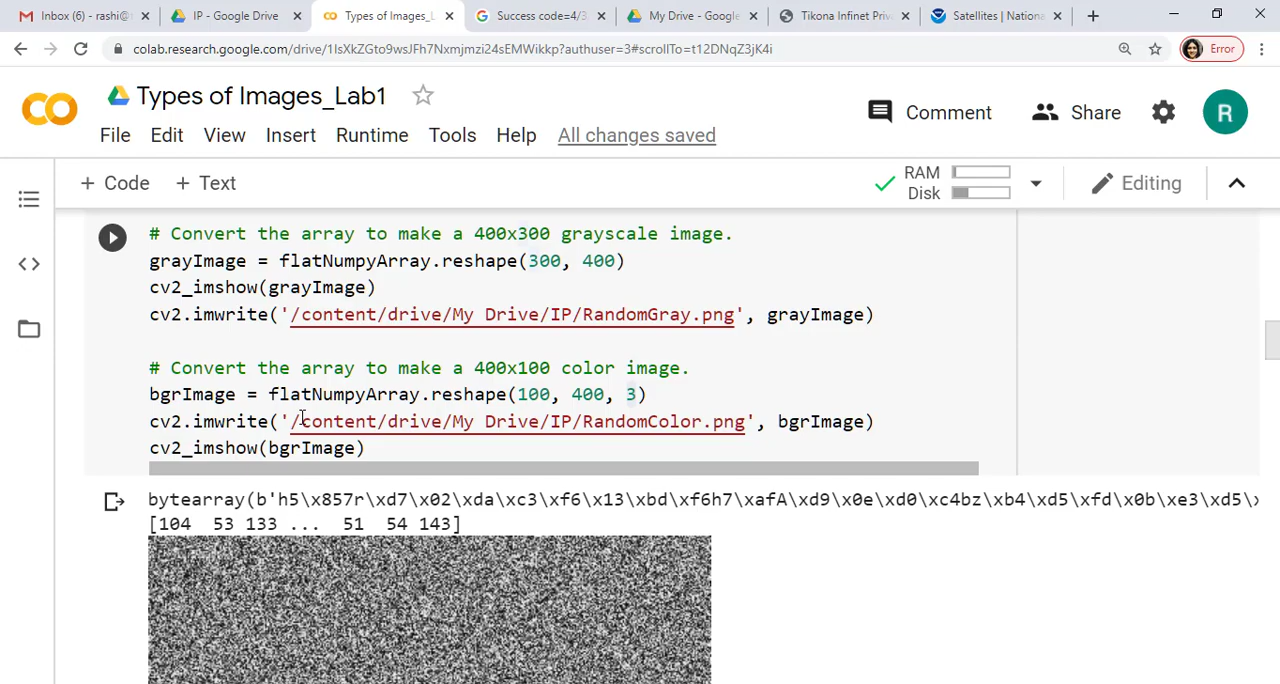 Inbox (5) - rashi@
IP - Google Drive
Types of Images_L
Success code=4/3
My Drive - Google
Tikona Infinet Priv
Satellites | Nationa
colab.research.google.com/drive/1IsXkZGto9wsJFh7Nxmjmzi24sEMWikkp?authuser=3#scrollTo=t12DNqZ3jK4i
Error
Types of Images_Lab1
Comment
Share
R
File Edit View Insert Runtime Tools Help All changes saved
+ Code + Text
RAM
Disk
Editing
# Convert the array to make a 400x300 grayscale image.
grayImage = flatNumpyArray.reshape(300, 400)
cv2_imshow(grayImage)
cv2.imwrite('/content/drive/My Drive/IP/RandomGray.png', grayImage)
# Convert the array to make a 400x100 color image.
bgrImage = flatNumpyArray.reshape(100, 400, 3)
cv2.imwrite('/content/drive/My Drive/IP/RandomColor.png', bgrImage)
cv2_imshow(bgrImage)
bytearray(b'h5\x857r\xd7\x02\xda\xc3\xf6\x13\xbd\xf6h7\xafA\xd9\x0e\xd0\xc4bz\xb4\xd5\xfd\x0b\xe3\xd5\
[104 53 133 ... 51 54 143]